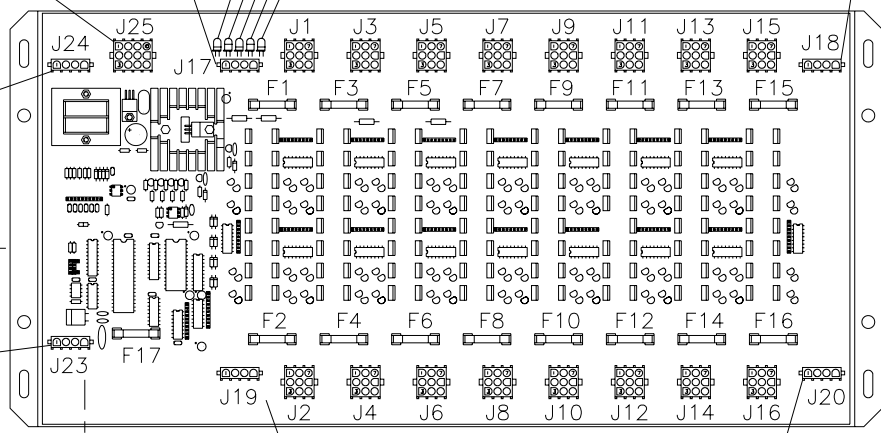 J25 J1 J3 J5 J7 J9 J11 J13 J15
J24 J17 J18
F1 F3 F5 F7 F9 F11 F13 F15
F2 F4 F6 F8 F10 F12 F14 F16
F17
J23 J19 J20
J2 J4 J6 J8 J10 J12 J14 J16